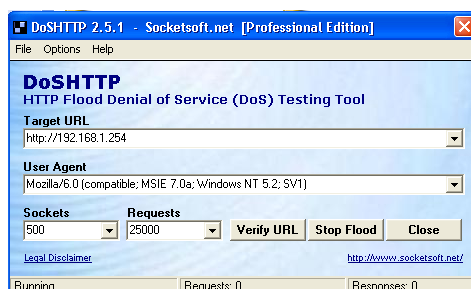 DoSHTTP 2.5.1 - Socketsoft.net [Professional Edition]
File Options Help
DoSHTTP
HTTP Flood Denial of Service (DoS) Testing Tool
Target URL
http://192.168.1.254
User Agent
Mozilla/6.0 (compatible; MSIE 7.0a; Windows NT 5.2; SV1)
Sockets Requests
500 25000 Verify URL Stop Flood Close
Legal Disclaimer http://www.socketsoft.net/
Running Requests: 0 Responses: 0